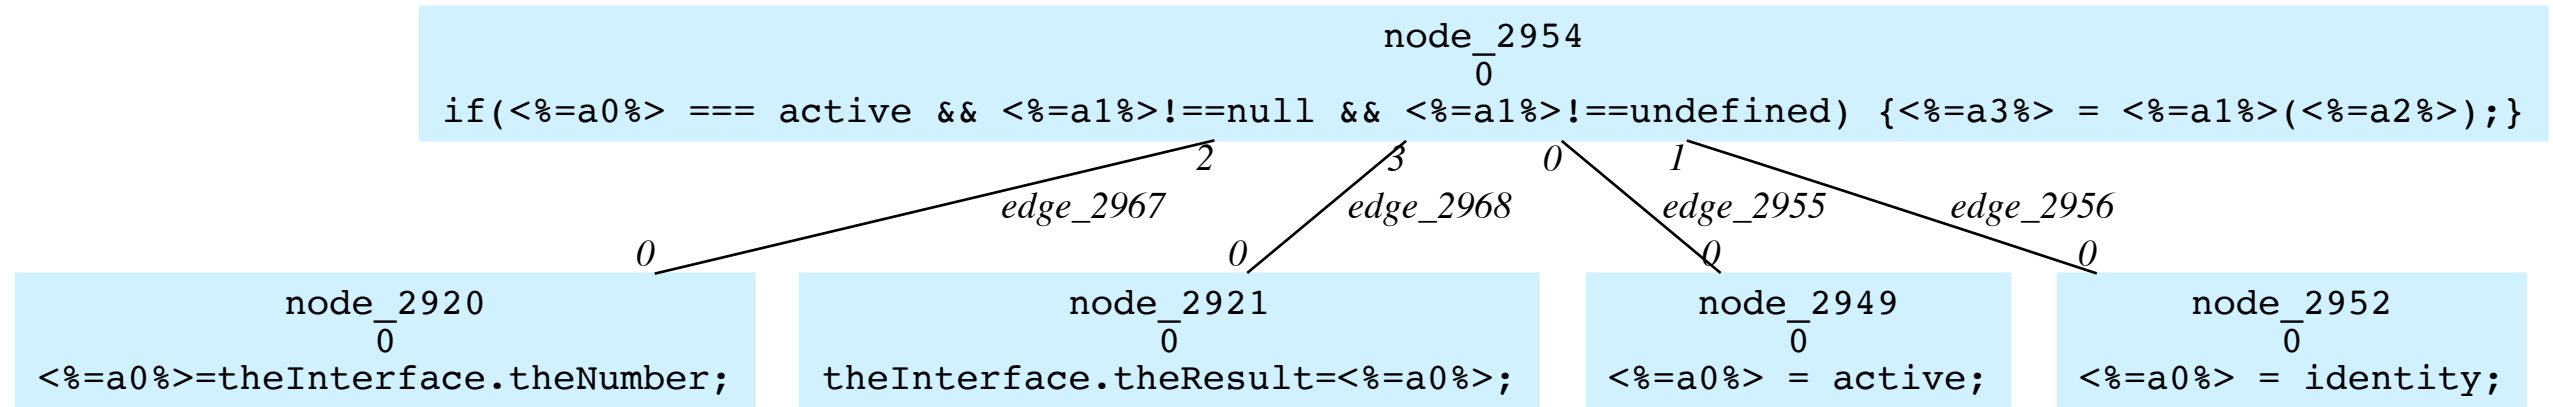 node_2954
0
if(<%=a0%> === active && <%=a1%>!==null && <%=a1%>!==undefined) {<%=a3%> = <%=a1%>(<%=a2%>);}
2 3 0 1
edge_2967 edge_2968 edge_2955 edge_2956
0 0 0 0
node_2920 node_2921 node_2949 node_2952
0 0 0 0
<%=a0%>=theInterface.theNumber; theInterface.theResult=<%=a0%>; <%=a0%> = active; <%=a0%> = identity;